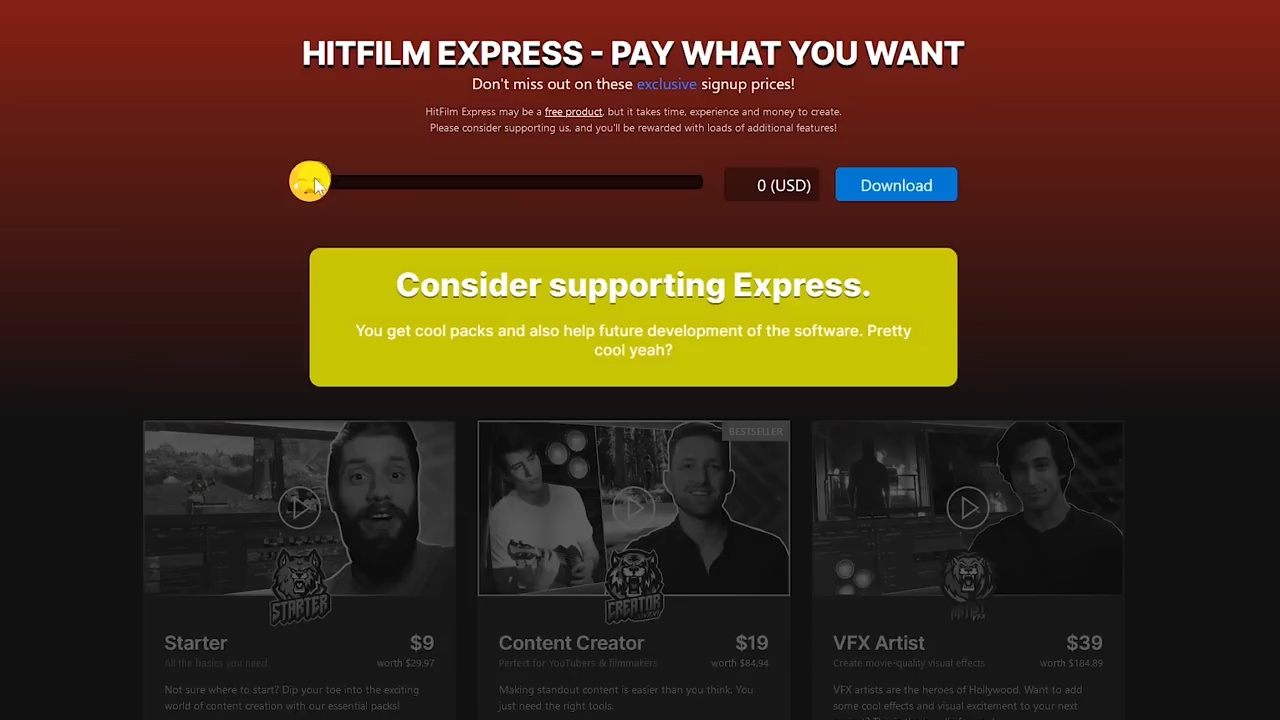 HITFILM EXPRESS - PAY WHAT YOU WANT
Don't miss out on these exclusive signup prices!
HitFilm Express may be a free product, but it takes time, experience and money to create.
Please consider supporting us, and you'll be rewarded with loads of additional features!
0 (USD)
Download
Consider supporting Express.
You get cool packs and also help future development of the software. Pretty
cool yeah?
BESTSELLER
STARTER
CREATOR
ARTIST
VFX
Starter
$9
All the basics you need
worth $29.97
Not sure where to start? Dip your toe into the exciting
world of content creation with our essential packs!
Content Creator
$19
Perfect for YouTubers & filmmakers
worth $84.94
Making standout content is easier than you think. You
just need the right tools.
VFX Artist
$39
Create movie-quality visual effects
worth $184.89
VFX artists are the heroes of Hollywood. Want to add
some cool effects and visual excitement to your next